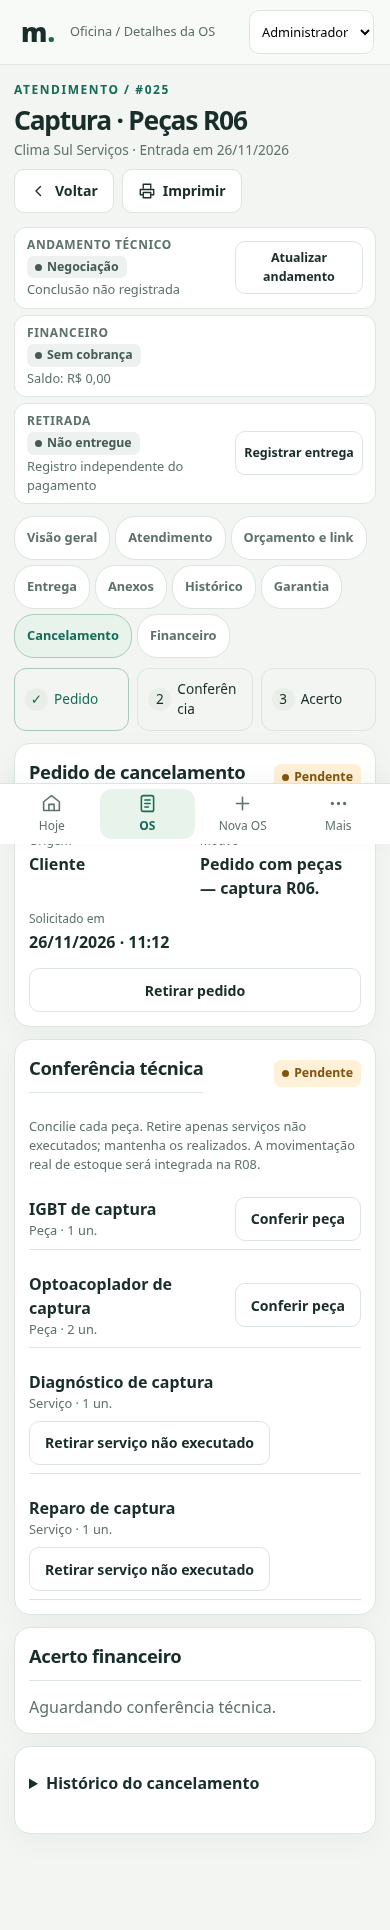 m. Oficina / Detalhes da OS Administrador
ATENDIMENTO / #025
Captura · Peças R06
Clima Sul Serviços · Entrada em 26/11/2026
Voltar Imprimir
ANDAMENTO TÉCNICO
Negociação
Conclusão não registrada
Atualizar
andamento
FINANCEIRO
Sem cobrança
Saldo: R$ 0,00
RETIRADA
Não entregue
Registro independente do
pagamento
Registrar entrega
Visão geral Atendimento Orçamento e link
Entrega Anexos Histórico Garantia
Cancelamento Financeiro
✓ Pedido
2 Conferên
cia
3 Acerto
Pedido de cancelamento Pendente
Hoje OS Nova OS Mais
Cliente
Pedido com peças
— captura R06.
Solicitado em
26/11/2026 · 11:12
Retirar pedido
Conferência técnica Pendente
Concilie cada peça. Retire apenas serviços não
executados; mantenha os realizados. A movimentação
real de estoque será integrada na R08.
IGBT de captura
Peça · 1 un.
Conferir peça
Optoacoplador de
captura
Peça · 2 un.
Conferir peça
Diagnóstico de captura
Serviço · 1 un.
Retirar serviço não executado
Reparo de captura
Serviço · 1 un.
Retirar serviço não executado
Acerto financeiro
Aguardando conferência técnica.
Histórico do cancelamento